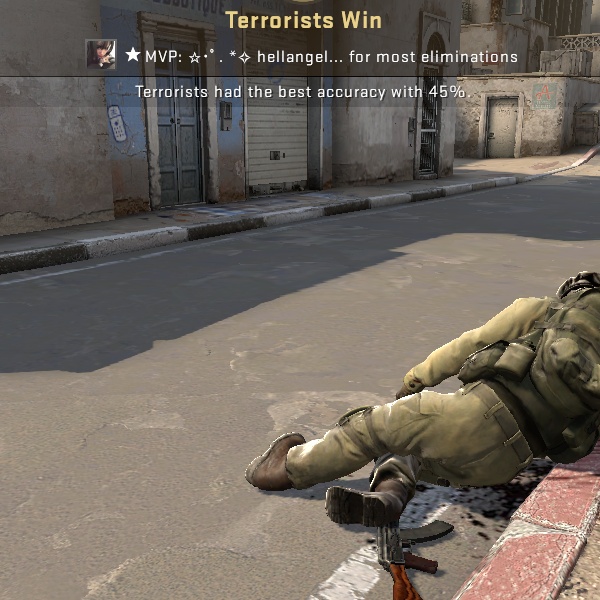 Terrorists Win
★ MVP: ☆･ﾟ. *✧ hellangel... for most eliminations
Terrorists had the best accuracy with 45%.